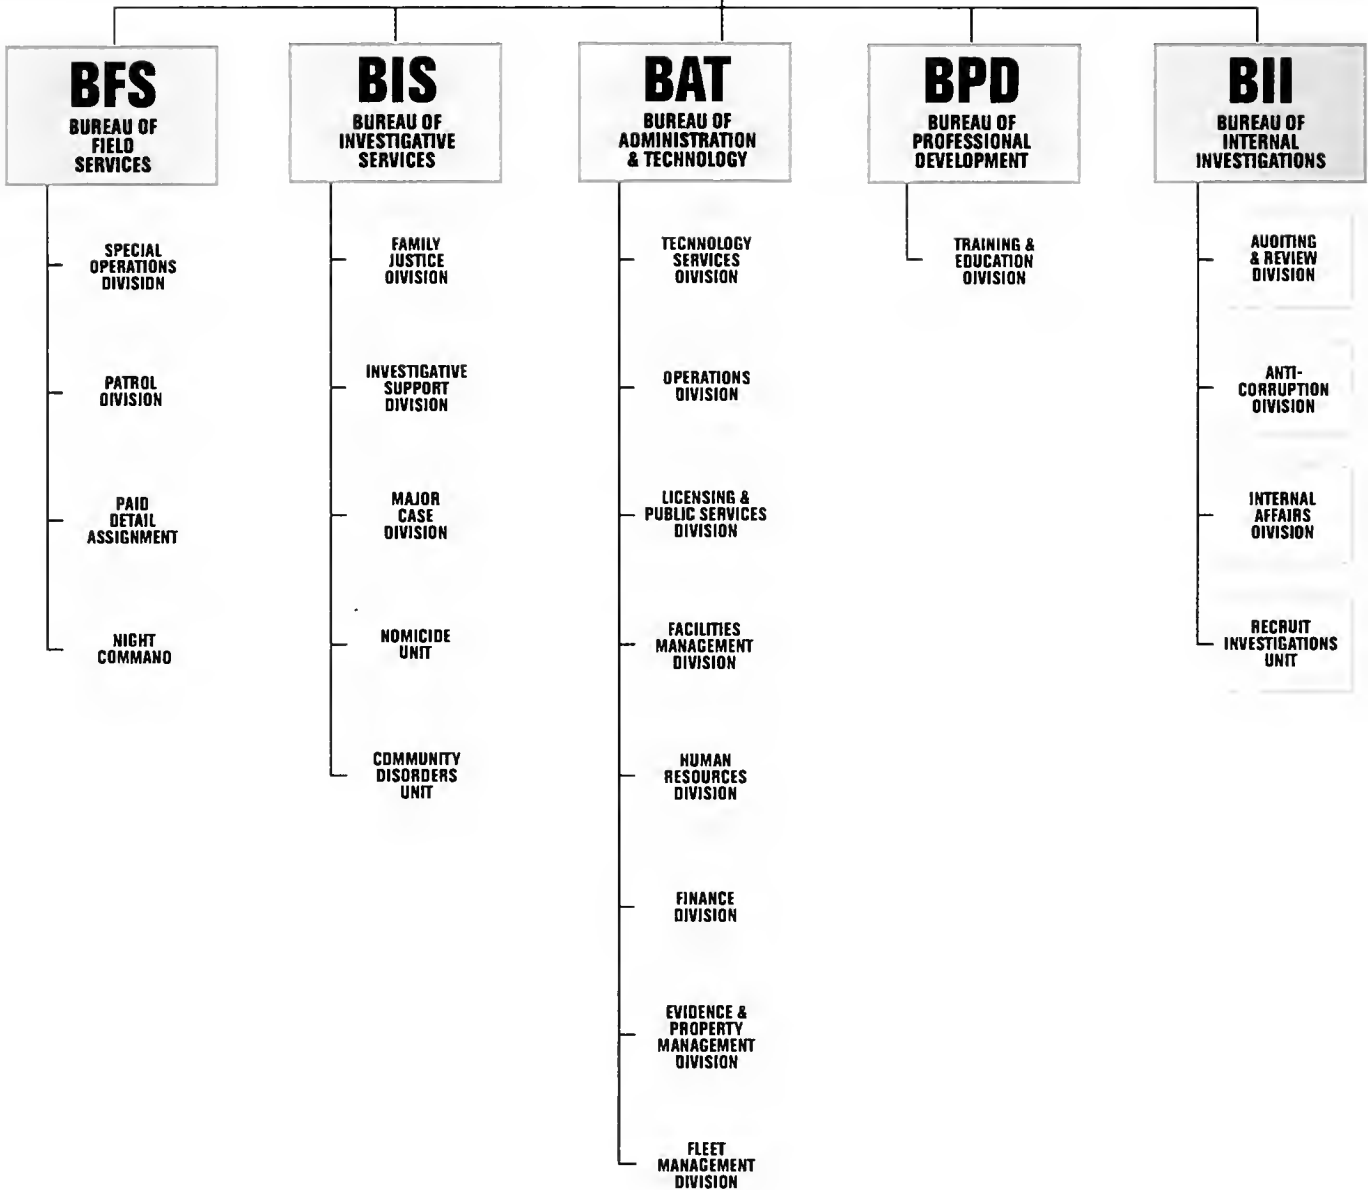 BFS
BUREAU OF
FIELD
SERVICES
SPECIAL
OPERATIONS
DIVISION
PATROL
DIVISION
PAID
DETAIL
ASSIGNMENT
NIGHT
COMMAND
BIS
BUREAU OF
INVESTIGATIVE
SERVICES
FAMILY
JUSTICE
DIVISION
INVESTIGATIVE
SUPPORT
DIVISION
MAJOR
CASE
DIVISION
HOMICIDE
UNIT
COMMUNITY
DISORDERS
UNIT
BAT
BUREAU OF
ADMINISTRATION
& TECHNOLOGY
TECHNOLOGY
SERVICES
DIVISION
OPERATIONS
DIVISION
LICENSING &
PUBLIC SERVICES
DIVISION
FACILITIES
MANAGEMENT
DIVISION
HUMAN
RESOURCES
DIVISION
FINANCE
DIVISION
EVIDENCE &
PROPERTY
MANAGEMENT
DIVISION
FLEET
MANAGEMENT
DIVISION
BPD
BUREAU OF
PROFESSIONAL
DEVELOPMENT
TRAINING &
EDUCATION
DIVISION
BII
BUREAU OF
INTERNAL
INVESTIGATIONS
AUDITING
& REVIEW
DIVISION
ANTI-
CORRUPTION
DIVISION
INTERNAL
AFFAIRS
DIVISION
RECRUIT
INVESTIGATIONS
UNIT